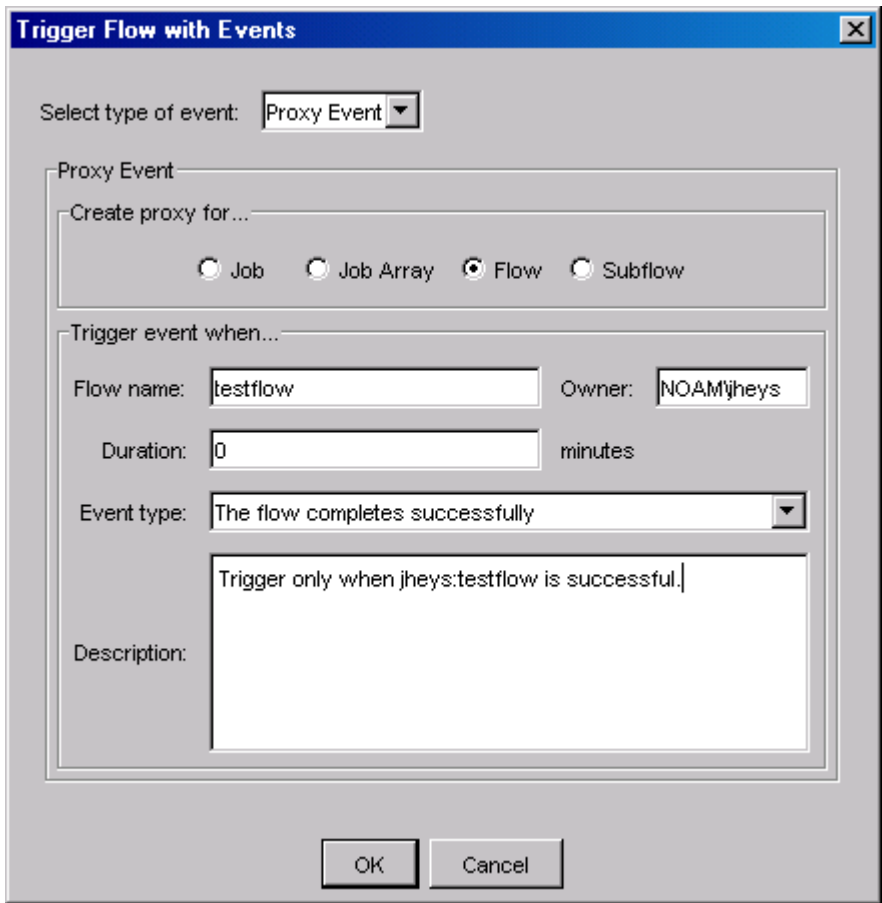 Trigger Flow with Events
Select type of event: Proxy Event
Proxy Event
Create proxy for...
Job Job Array Flow Subflow
Trigger event when...
Flow name: testflow Owner: NOAM\jheys
Duration: 0 minutes
Event type: The flow completes successfully
Description: Trigger only when jheys:testflow is successful.
OK Cancel